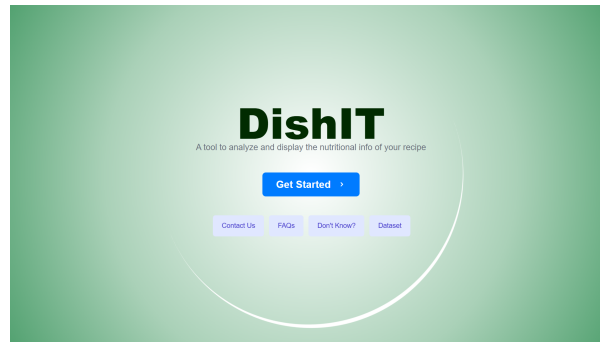 DishIT
A tool to analyze and display the nutritional info of your recipe
Get Started ›
Contact Us FAQs Don't Know? Dataset